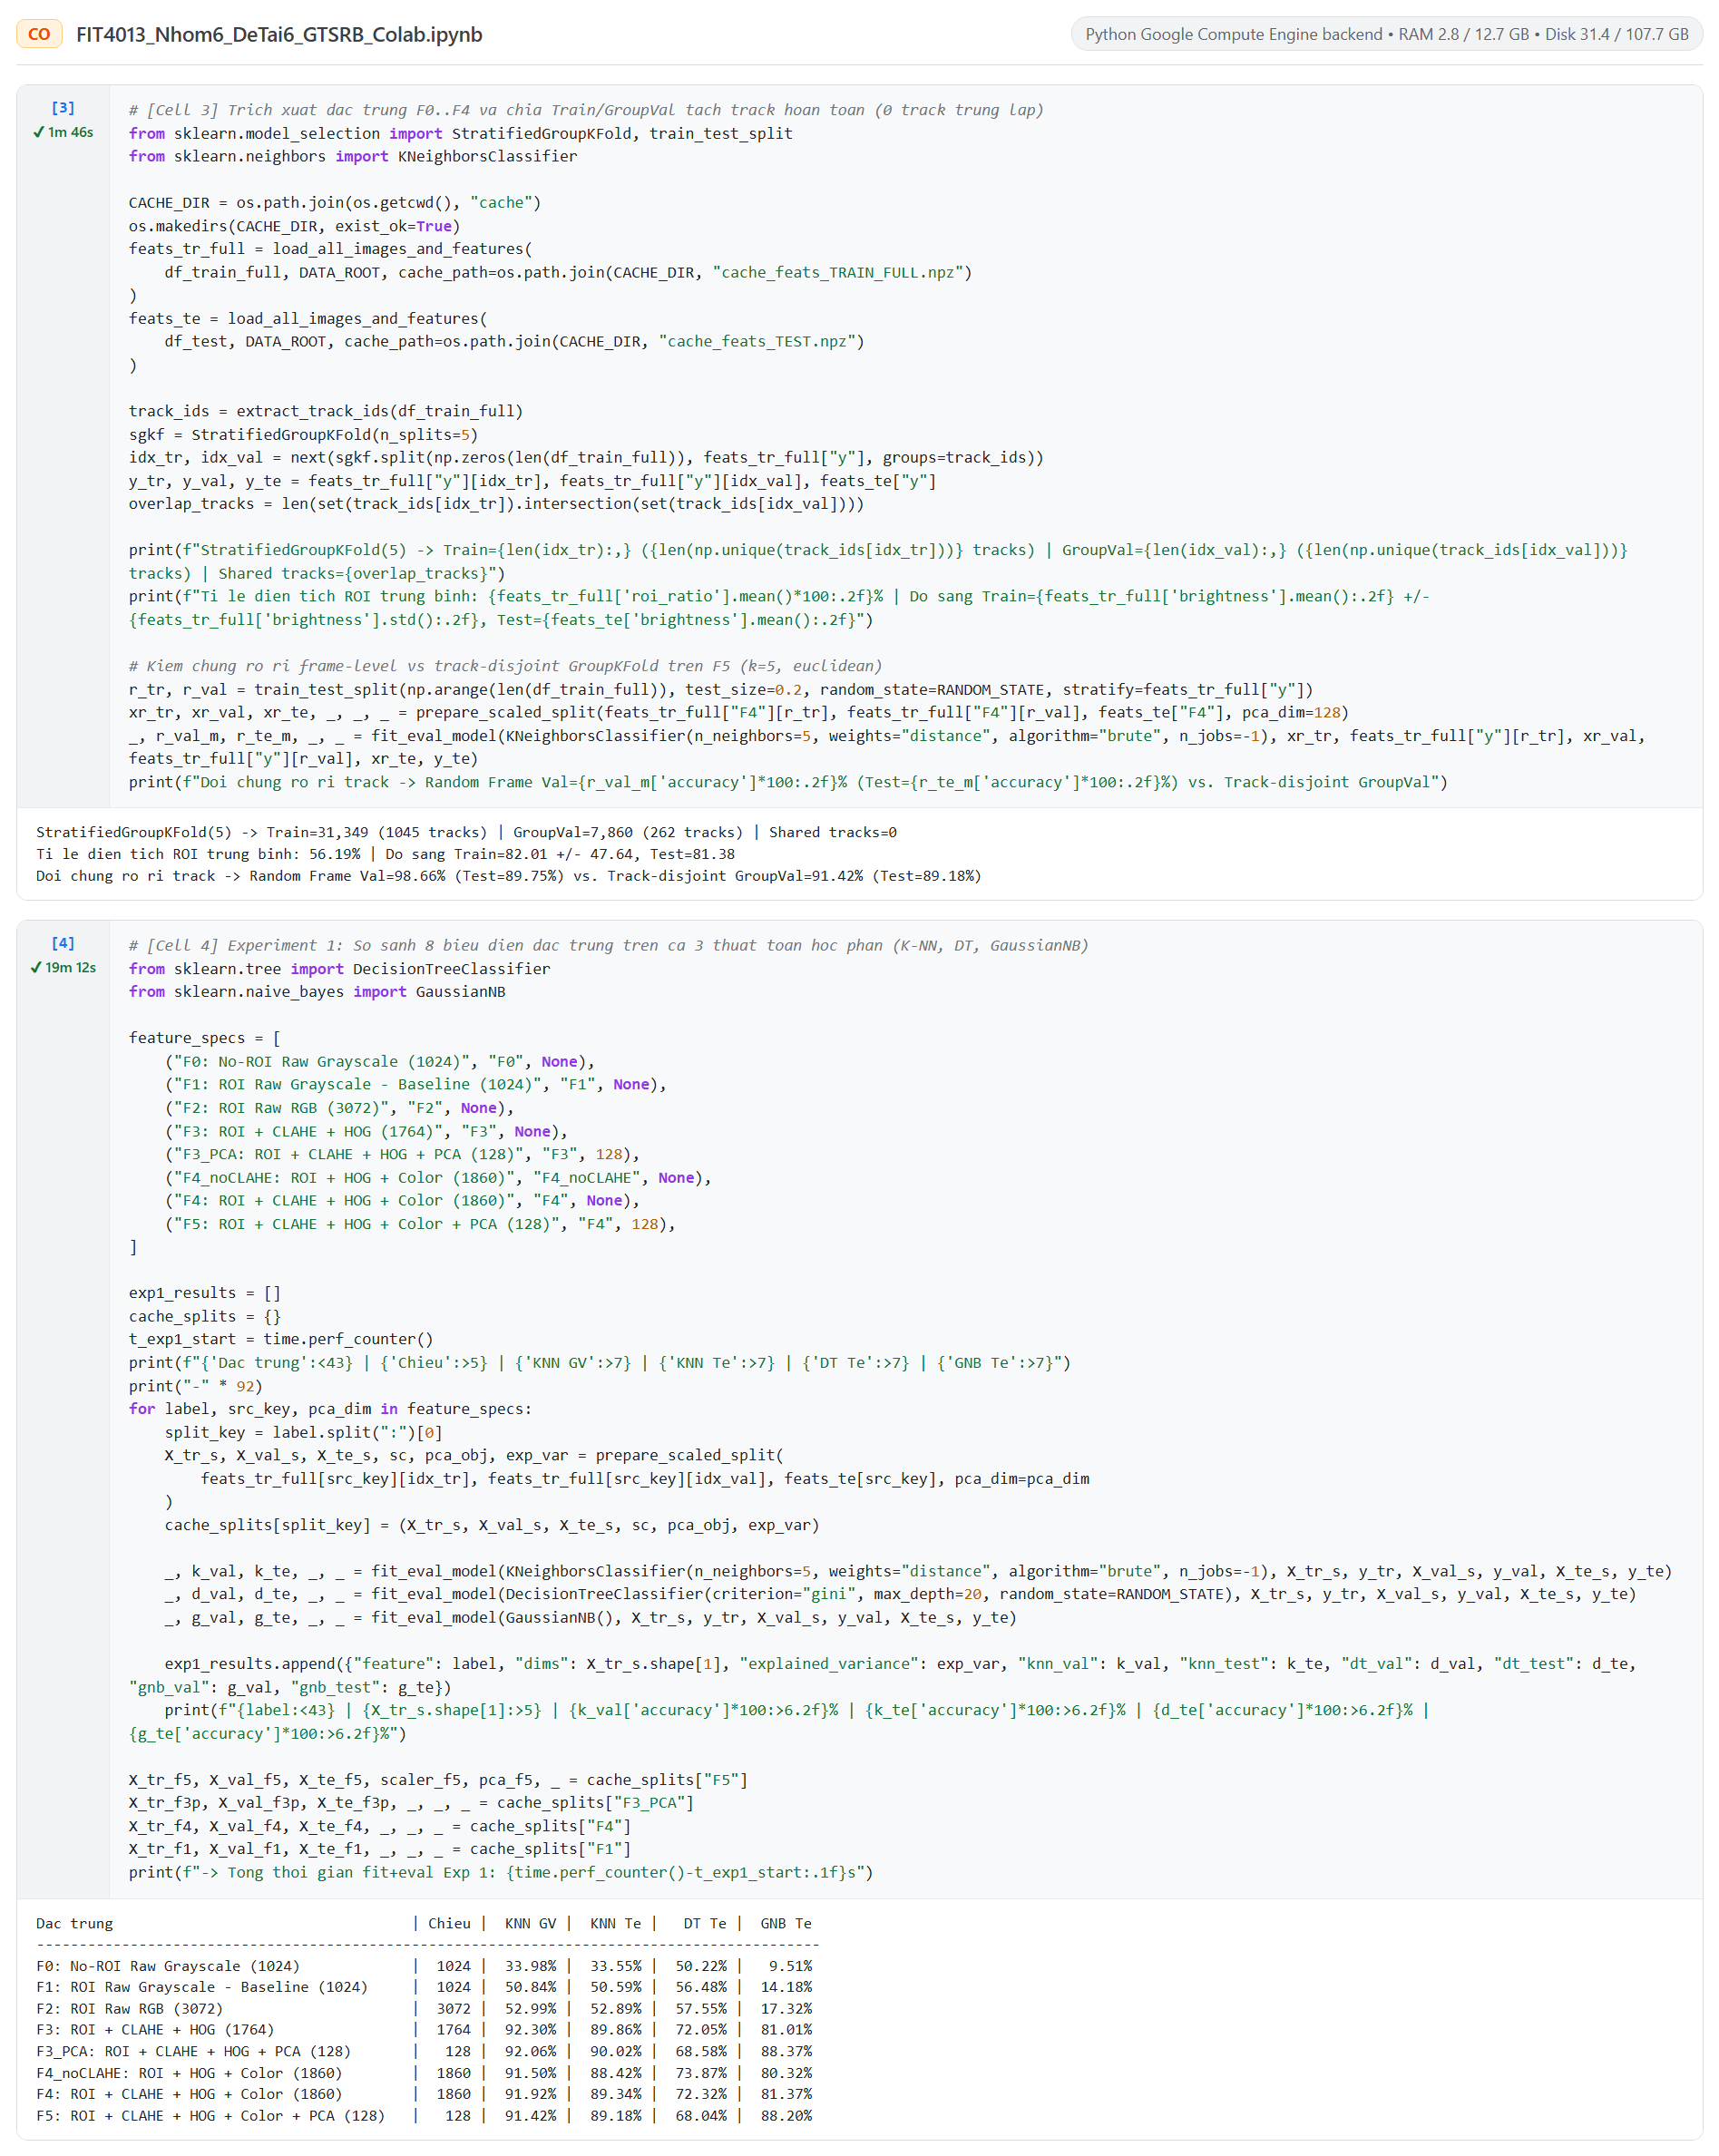 CO FIT4013_Nhom6_DeTai6_GTSRB_Colab.ipynb
Python Google Compute Engine backend • RAM 2.8 / 12.7 GB • Disk 31.4 / 107.7 GB
[3]
✓ 1m 46s
# [Cell 3] Trich xuat dac trung F0..F4 va chia Train/GroupVal tach track hoan toan (0 track trung lap)
from sklearn.model_selection import StratifiedGroupKFold, train_test_split
from sklearn.neighbors import KNeighborsClassifier

CACHE_DIR = os.path.join(os.getcwd(), "cache")
os.makedirs(CACHE_DIR, exist_ok=True)
feats_tr_full = load_all_images_and_features(
    df_train_full, DATA_ROOT, cache_path=os.path.join(CACHE_DIR, "cache_feats_TRAIN_FULL.npz")
)
feats_te = load_all_images_and_features(
    df_test, DATA_ROOT, cache_path=os.path.join(CACHE_DIR, "cache_feats_TEST.npz")
)

track_ids = extract_track_ids(df_train_full)
sgkf = StratifiedGroupKFold(n_splits=5)
idx_tr, idx_val = next(sgkf.split(np.zeros(len(df_train_full)), feats_tr_full["y"], groups=track_ids))
y_tr, y_val, y_te = feats_tr_full["y"][idx_tr], feats_tr_full["y"][idx_val], feats_te["y"]
overlap_tracks = len(set(track_ids[idx_tr]).intersection(set(track_ids[idx_val])))

print(f"StratifiedGroupKFold(5) -> Train={len(idx_tr):,} ({len(np.unique(track_ids[idx_tr]))} tracks) | GroupVal={len(idx_val):,} ({len(np.unique(track_ids[idx_val]))}
tracks) | Shared tracks={overlap_tracks}")
print(f"Ti le dien tich ROI trung binh: {feats_tr_full['roi_ratio'].mean()*100:.2f}% | Do sang Train={feats_tr_full['brightness'].mean():.2f} +/-
{feats_tr_full['brightness'].std():.2f}, Test={feats_te['brightness'].mean():.2f}")

# Kiem chung ro ri frame-level vs track-disjoint GroupKFold tren F5 (k=5, euclidean)
r_tr, r_val = train_test_split(np.arange(len(df_train_full)), test_size=0.2, random_state=RANDOM_STATE, stratify=feats_tr_full["y"])
xr_tr, xr_val, xr_te, _, _, _ = prepare_scaled_split(feats_tr_full["F4"][r_tr], feats_tr_full["F4"][r_val], feats_te["F4"], pca_dim=128)
_, r_val_m, r_te_m, _, _ = fit_eval_model(KNeighborsClassifier(n_neighbors=5, weights="distance", algorithm="brute", n_jobs=-1), xr_tr, feats_tr_full["y"][r_tr], xr_val,
feats_tr_full["y"][r_val], xr_te, y_te)
print(f"Doi chung ro ri track -> Random Frame Val={r_val_m['accuracy']*100:.2f}% (Test={r_te_m['accuracy']*100:.2f}%) vs. Track-disjoint GroupVal")
StratifiedGroupKFold(5) -> Train=31,349 (1045 tracks) | GroupVal=7,860 (262 tracks) | Shared tracks=0
Ti le dien tich ROI trung binh: 56.19% | Do sang Train=82.01 +/- 47.64, Test=81.38
Doi chung ro ri track -> Random Frame Val=98.66% (Test=89.75%) vs. Track-disjoint GroupVal=91.42% (Test=89.18%)
[4]
✓ 19m 12s
# [Cell 4] Experiment 1: So sanh 8 bieu dien dac trung tren ca 3 thuat toan hoc phan (K-NN, DT, GaussianNB)
from sklearn.tree import DecisionTreeClassifier
from sklearn.naive_bayes import GaussianNB

feature_specs = [
    ("F0: No-ROI Raw Grayscale (1024)", "F0", None),
    ("F1: ROI Raw Grayscale - Baseline (1024)", "F1", None),
    ("F2: ROI Raw RGB (3072)", "F2", None),
    ("F3: ROI + CLAHE + HOG (1764)", "F3", None),
    ("F3_PCA: ROI + CLAHE + HOG + PCA (128)", "F3", 128),
    ("F4_noCLAHE: ROI + HOG + Color (1860)", "F4_noCLAHE", None),
    ("F4: ROI + CLAHE + HOG + Color (1860)", "F4", None),
    ("F5: ROI + CLAHE + HOG + Color + PCA (128)", "F4", 128),
]

exp1_results = []
cache_splits = {}
t_exp1_start = time.perf_counter()
print(f"{'Dac trung':<43} | {'Chieu':>5} | {'KNN GV':>7} | {'KNN Te':>7} | {'DT Te':>7} | {'GNB Te':>7}")
print("-" * 92)
for label, src_key, pca_dim in feature_specs:
    split_key = label.split(":")[0]
    X_tr_s, X_val_s, X_te_s, sc, pca_obj, exp_var = prepare_scaled_split(
        feats_tr_full[src_key][idx_tr], feats_tr_full[src_key][idx_val], feats_te[src_key], pca_dim=pca_dim
    )
    cache_splits[split_key] = (X_tr_s, X_val_s, X_te_s, sc, pca_obj, exp_var)

    _, k_val, k_te, _, _ = fit_eval_model(KNeighborsClassifier(n_neighbors=5, weights="distance", algorithm="brute", n_jobs=-1), X_tr_s, y_tr, X_val_s, y_val, X_te_s, y_te)
    _, d_val, d_te, _, _ = fit_eval_model(DecisionTreeClassifier(criterion="gini", max_depth=20, random_state=RANDOM_STATE), X_tr_s, y_tr, X_val_s, y_val, X_te_s, y_te)
    _, g_val, g_te, _, _ = fit_eval_model(GaussianNB(), X_tr_s, y_tr, X_val_s, y_val, X_te_s, y_te)

    exp1_results.append({"feature": label, "dims": X_tr_s.shape[1], "explained_variance": exp_var, "knn_val": k_val, "knn_test": k_te, "dt_val": d_val, "dt_test": d_te,
"gnb_val": g_val, "gnb_test": g_te})
    print(f"{label:<43} | {X_tr_s.shape[1]:>5} | {k_val['accuracy']*100:>6.2f}% | {k_te['accuracy']*100:>6.2f}% | {d_te['accuracy']*100:>6.2f}% |
{g_te['accuracy']*100:>6.2f}%")

X_tr_f5, X_val_f5, X_te_f5, scaler_f5, pca_f5, _ = cache_splits["F5"]
X_tr_f3p, X_val_f3p, X_te_f3p, _, _, _ = cache_splits["F3_PCA"]
X_tr_f4, X_val_f4, X_te_f4, _, _, _ = cache_splits["F4"]
X_tr_f1, X_val_f1, X_te_f1, _, _, _ = cache_splits["F1"]
print(f"-> Tong thoi gian fit+eval Exp 1: {time.perf_counter()-t_exp1_start:.1f}s")
Dac trung                                   | Chieu |  KNN GV |  KNN Te |   DT Te |  GNB Te
--------------------------------------------------------------------------------------------
F0: No-ROI Raw Grayscale (1024)             |  1024 |  33.98% |  33.55% |  50.22% |   9.51%
F1: ROI Raw Grayscale - Baseline (1024)     |  1024 |  50.84% |  50.59% |  56.48% |  14.18%
F2: ROI Raw RGB (3072)                      |  3072 |  52.99% |  52.89% |  57.55% |  17.32%
F3: ROI + CLAHE + HOG (1764)                |  1764 |  92.30% |  89.86% |  72.05% |  81.01%
F3_PCA: ROI + CLAHE + HOG + PCA (128)       |   128 |  92.06% |  90.02% |  68.58% |  88.37%
F4_noCLAHE: ROI + HOG + Color (1860)        |  1860 |  91.50% |  88.42% |  73.87% |  80.32%
F4: ROI + CLAHE + HOG + Color (1860)        |  1860 |  91.92% |  89.34% |  72.32% |  81.37%
F5: ROI + CLAHE + HOG + Color + PCA (128)   |   128 |  91.42% |  89.18% |  68.04% |  88.20%